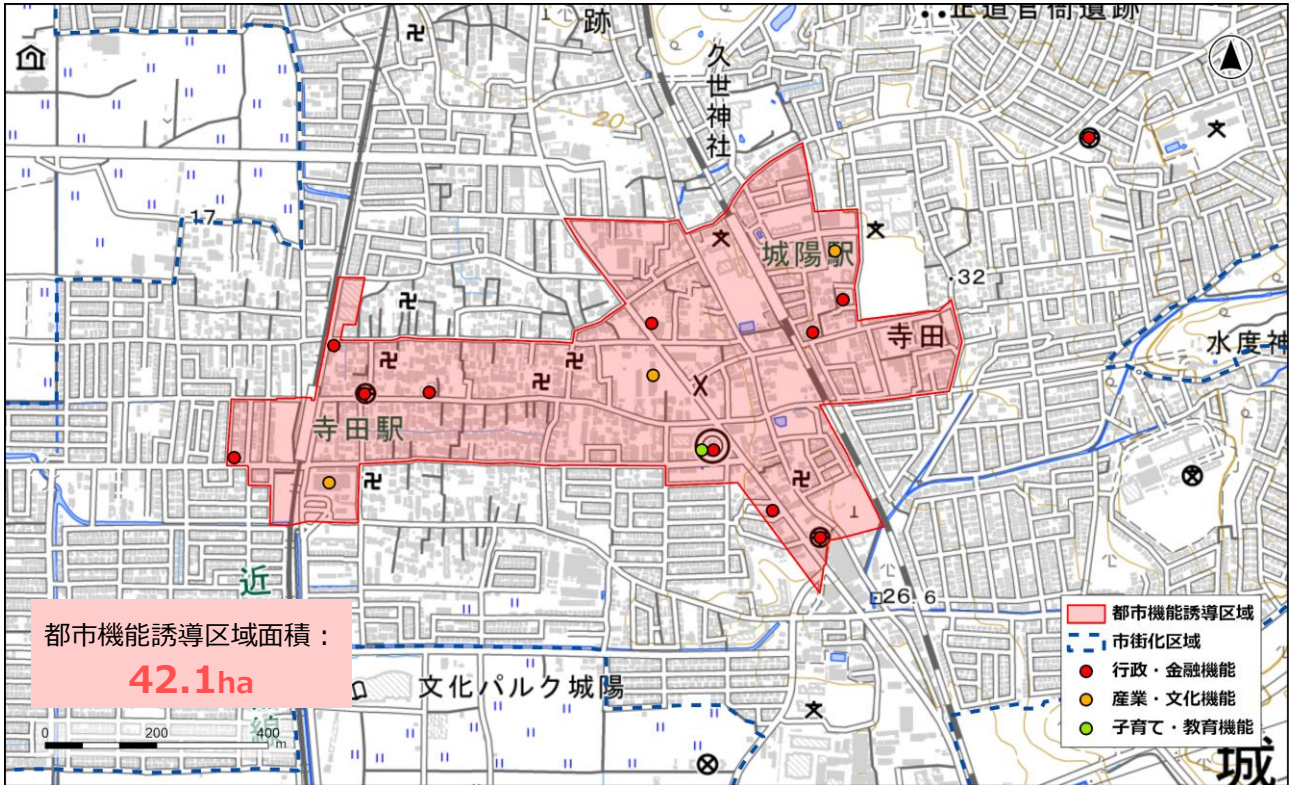 正道官衙遺跡
跡
久世神社
20
17
城陽駅
32
寺田
水度神
寺田駅
近
26.6
都市機能誘導区域面積：
42.1ha
線
文化パルク城陽
0 200 400
m
都市機能誘導区域
市街化区域
行政・金融機能
産業・文化機能
子育て・教育機能
城